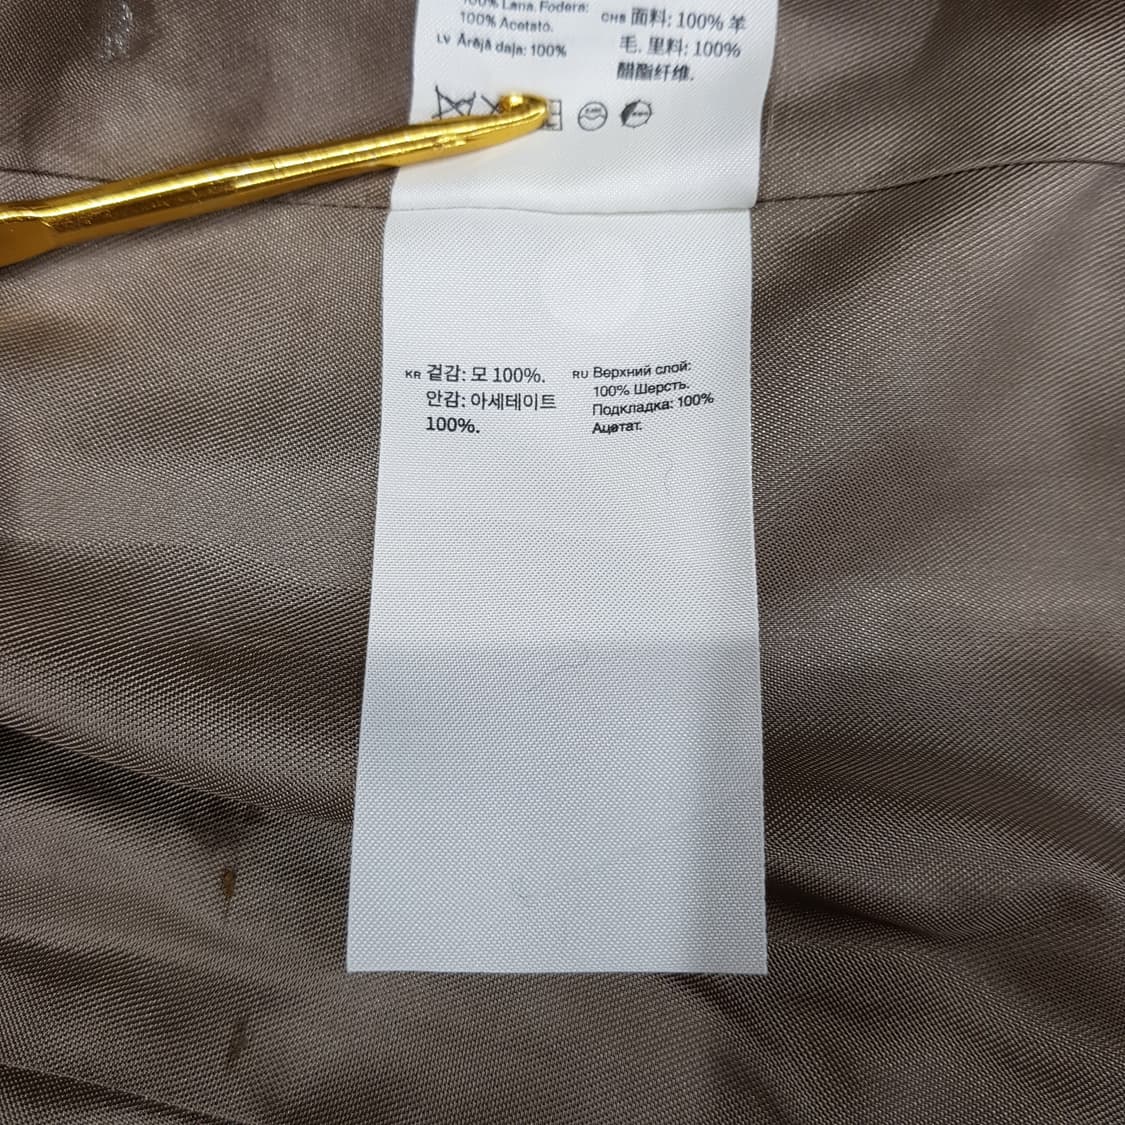 100% Lana. Fodera:
100% Acetato.
LV Ārējā daļa: 100%
CHS 面料: 100% 羊
毛. 里料: 100%
醋酯纤维.
KR 겉감: 모 100%.
안감: 아세테이트
100%.
RU Верхний слой:
100% Шерсть.
Подкладка: 100%
Ацетат.